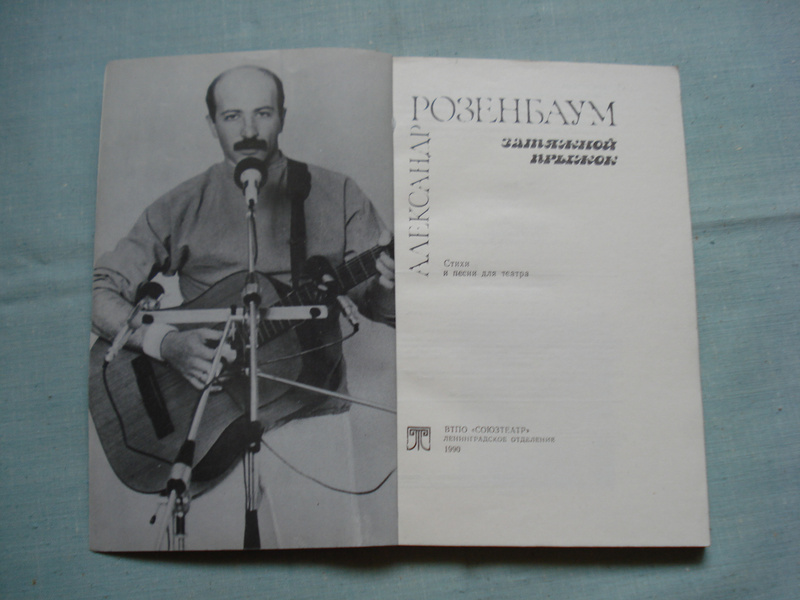 АЛЕКСАНДР
РОЗЕНБАУМ
ЗАТЯЖНОЙ
ПРЫЖОК
Стихи
и песни для театра
ВТПО «СОЮЗТЕАТР»
ЛЕНИНГРАДСКОЕ ОТДЕЛЕНИЕ
1990